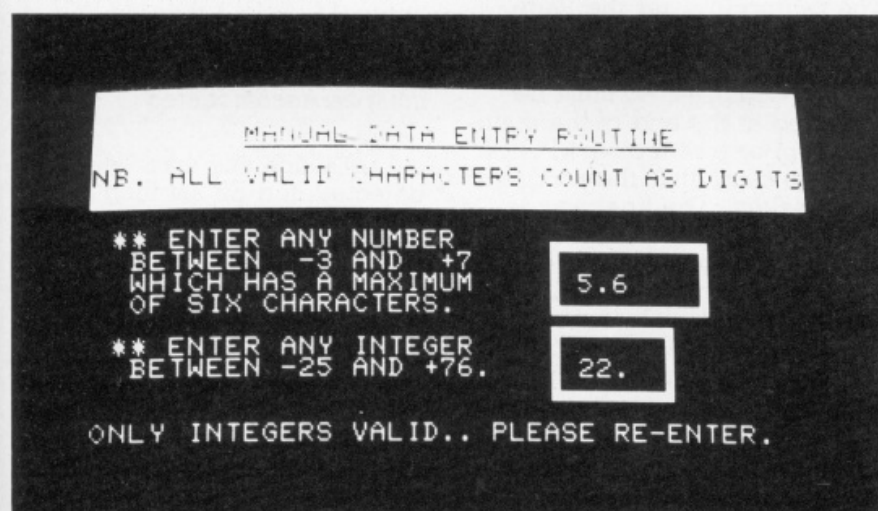 MANUAL DATA ENTRY ROUTINE
NB. ALL VALID CHARACTERS COUNT AS DIGITS
** ENTER ANY NUMBER
BETWEEN -3 AND +7
WHICH HAS A MAXIMUM
OF SIX CHARACTERS.
5.6
** ENTER ANY INTEGER
BETWEEN -25 AND +76.
22.
ONLY INTEGERS VALID.. PLEASE RE-ENTER.